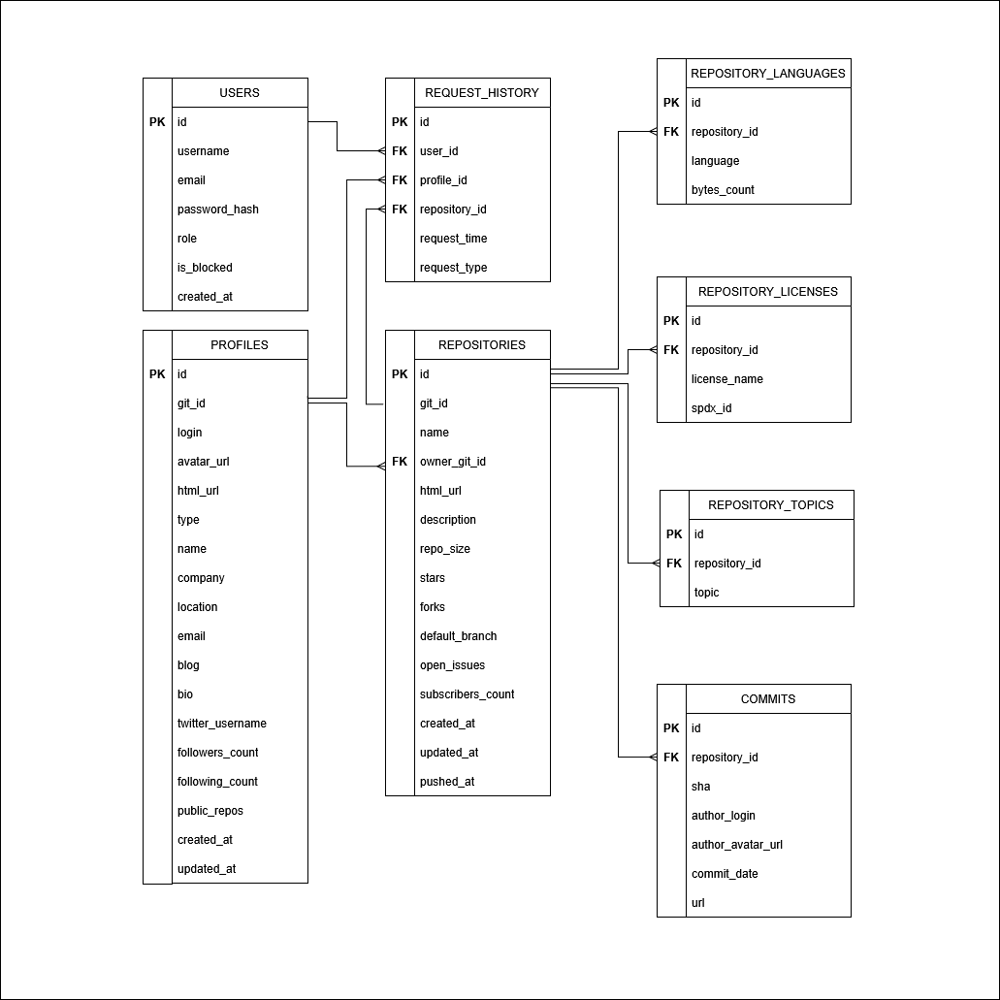 USERS
PK id
username
email
password_hash
role
is_blocked
created_at
REQUEST_HISTORY
PK id
FK user_id
FK profile_id
FK repository_id
request_time
request_type
REPOSITORY_LANGUAGES
PK id
FK repository_id
language
bytes_count
REPOSITORY_LICENSES
PK id
FK repository_id
license_name
spdx_id
PROFILES
PK id
git_id
login
avatar_url
html_url
type
name
company
location
email
blog
bio
twitter_username
followers_count
following_count
public_repos
created_at
updated_at
REPOSITORIES
PK id
git_id
name
FK owner_git_id
html_url
description
repo_size
stars
forks
default_branch
open_issues
subscribers_count
created_at
updated_at
pushed_at
REPOSITORY_TOPICS
PK id
FK repository_id
topic
COMMITS
PK id
FK repository_id
sha
author_login
author_avatar_url
commit_date
url